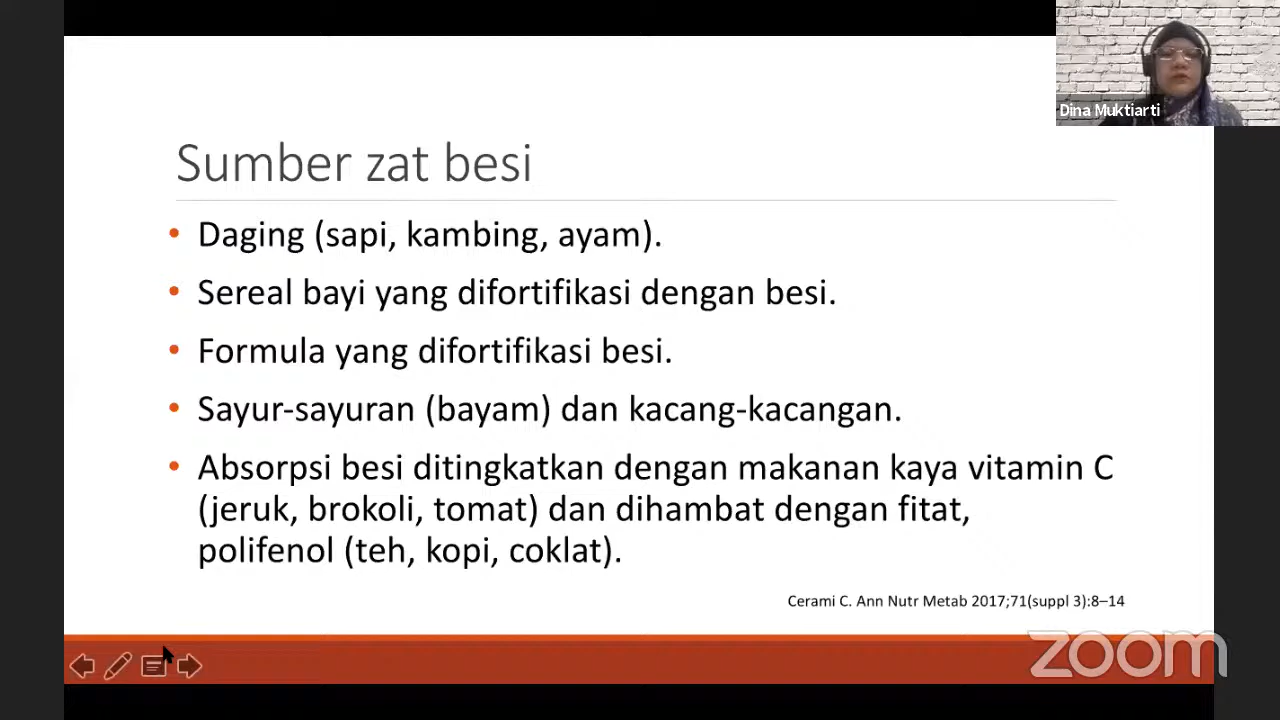 Dina Muktiarti
Sumber zat besi
• Daging (sapi, kambing, ayam).
• Sereal bayi yang difortifikasi dengan besi.
• Formula yang difortifikasi besi.
• Sayur-sayuran (bayam) dan kacang-kacangan.
• Absorpsi besi ditingkatkan dengan makanan kaya vitamin C
(jeruk, brokoli, tomat) dan dihambat dengan fitat,
polifenol (teh, kopi, coklat).
Cerami C. Ann Nutr Metab 2017;71(suppl 3):8–14
zoom